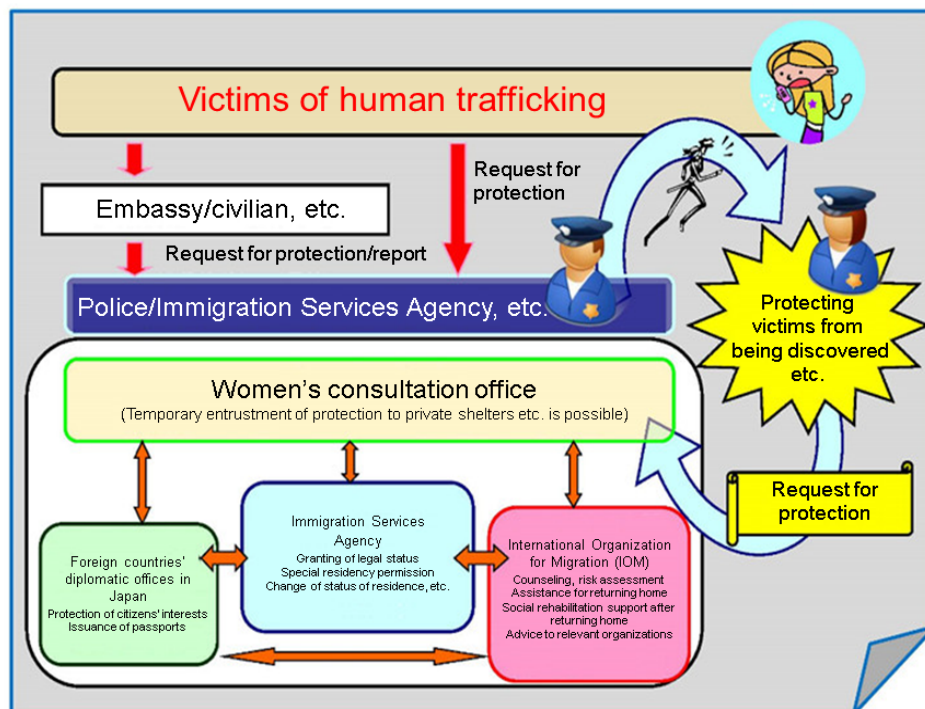 Victims of human trafficking
Request for
protection
Embassy/civilian, etc.
Request for protection/report
Police/Immigration Services Agency, etc.
Protecting
victims from
being discovered
etc.
Women's consultation office
(Temporary entrustment of protection to private shelters etc. is possible)
Request for
protection
Foreign countries'
diplomatic offices in
Japan
Protection of citizens' interests
Issuance of passports
Immigration Services
Agency
Granting of legal status
Special residency permission
Change of status of residence, etc.
International Organization
for Migration (IOM)
Counseling, risk assessment
Assistance for returning home
Social rehabilitation support after
returning home
Advice to relevant organizations